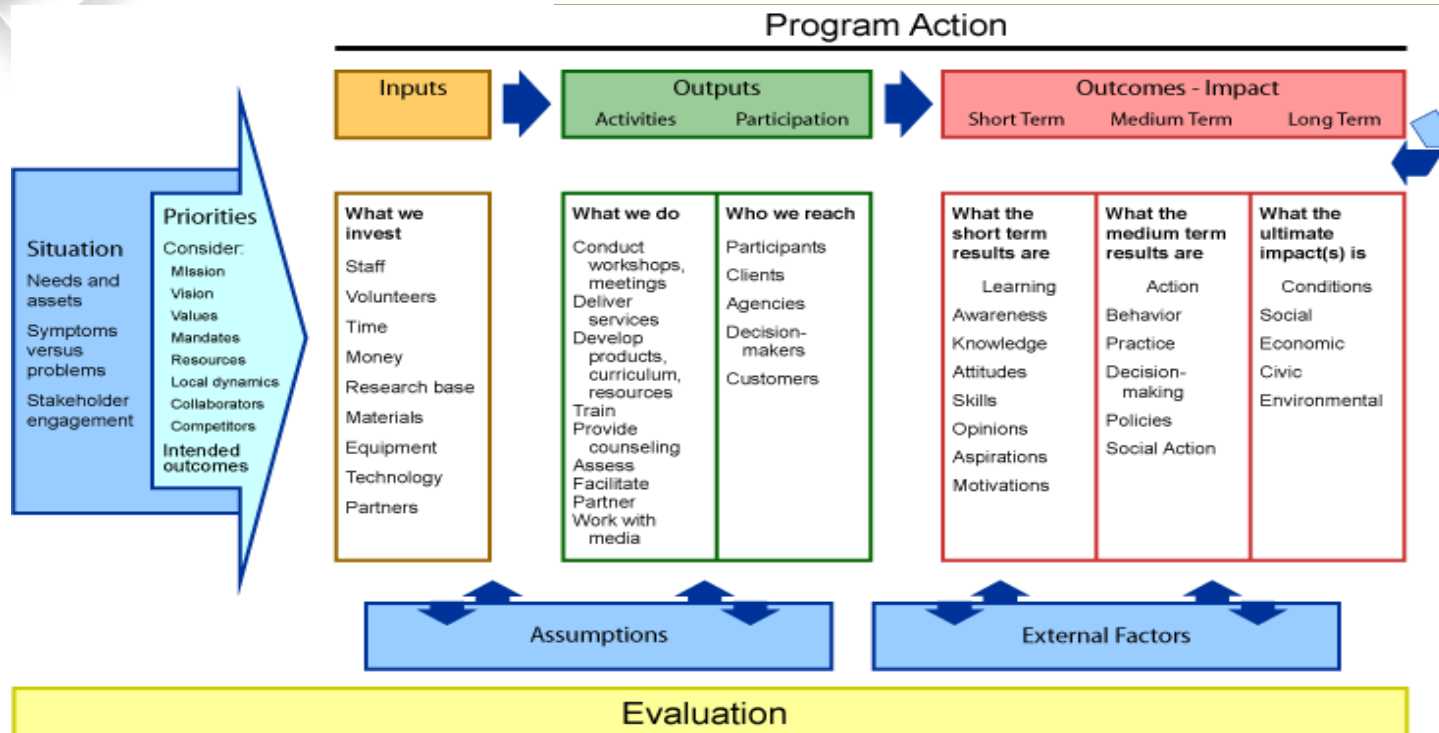 Program Action
Inputs
Outputs
Activities
Participation
Outcomes - Impact
Short Term
Medium Term
Long Term
Situation
Needs and
assets
Symptoms
versus
problems
Stakeholder
engagement
Priorities
Consider:
MIssion
Vision
Values
Mandates
Resources
Local dynamics
Collaborators
Competitors
Intended
outcomes
What we
invest
Staff
Volunteers
Time
Money
Research base
Materials
Equipment
Technology
Partners
What we do
Conduct
workshops,
meetings
Deliver
services
Develop
products,
curriculum,
resources
Train
Provide
counseling
Assess
Facilitate
Partner
Work with
media
Who we reach
Participants
Clients
Agencies
Decision-
makers
Customers
What the
short term
results are
Learning
Awareness
Knowledge
Attitudes
Skills
Opinions
Aspirations
Motivations
What the
medium term
results are
Action
Behavior
Practice
Decision-
making
Policies
Social Action
What the
ultimate
impact(s) is
Conditions
Social
Economic
Civic
Environmental
Assumptions
External Factors
Evaluation